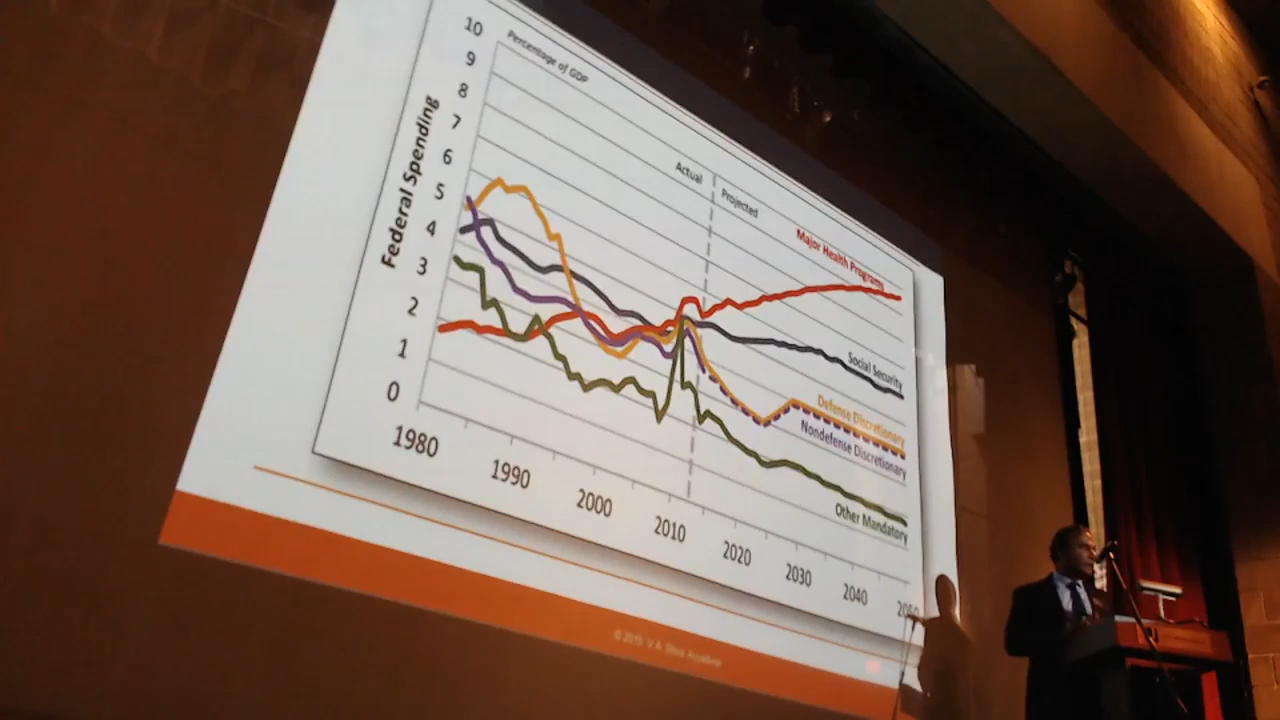 Percentage of GDP
10
9
8
7
6
5
4
3
2
1
0
Federal Spending
Actual
Projected
Major Health Programs
Social Security
Defense Discretionary
Nondefense Discretionary
Other Mandatory
1980
1990
2000
2010
2020
2030
2040
© 2015 V.A.